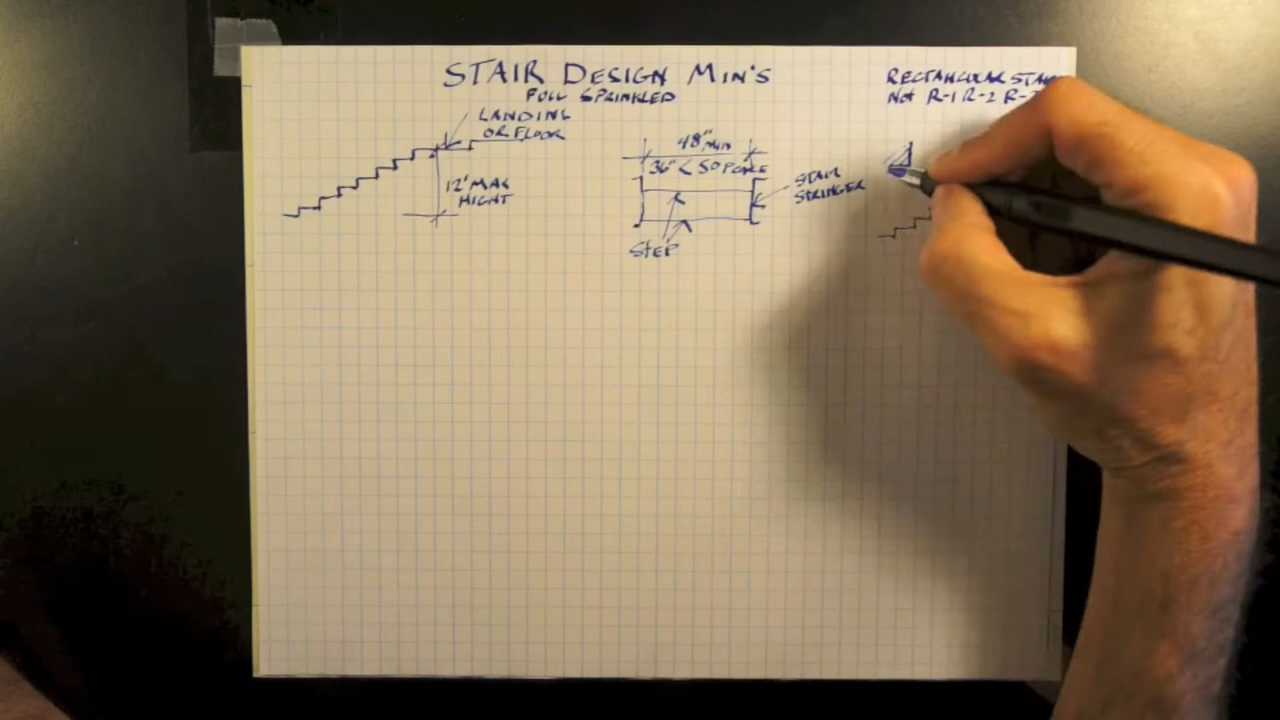 STAIR DESIGN MIN'S
FULL SPRINKLED
RECTANGULAR
NOT R-1 R-2
LANDING
OR FLOOR
12' MAX
HIGHT
48" MIN
36" < 50 PEOPLE
STAIR
STRINGER
STEP